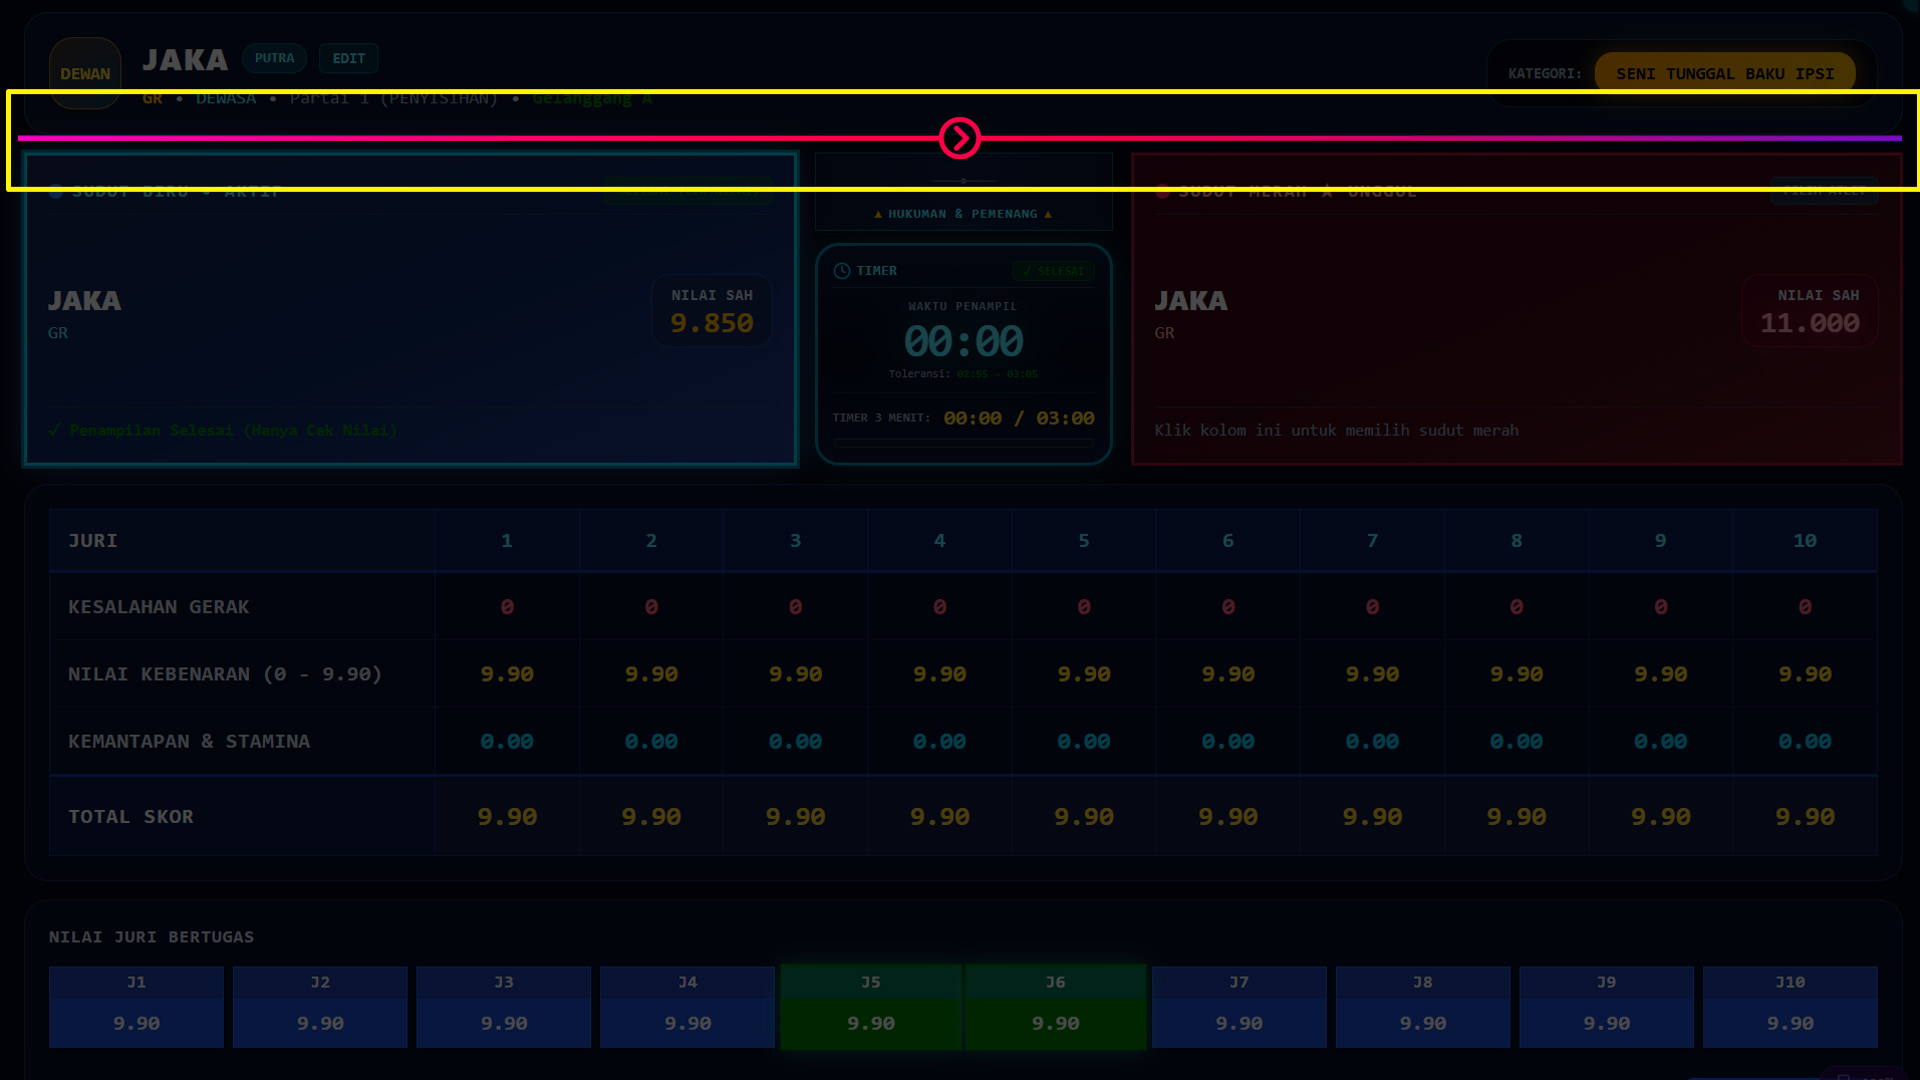 DEWAN
JAKA PUTRA EDIT
GR • DEWASA • Partai 1 (PENYISIHAN) • Gelanggang A
KATEGORI: SENI TUNGGAL BAKU IPSI
SUDUT BIRU • AKTIF
JAKA
GR
NILAI SAH
9.850
✓ Penampilan Selesai (Hanya Cek Nilai)
▲ HUKUMAN & PEMENANG ▲
TIMER ✓ SELESAI
WAKTU PENAMPIL
00:00
Toleransi: 02:55 - 03:05
TIMER 3 MENIT: 00:00 / 03:00
SUDUT MERAH ★ UNGGUL
PILIH ATLET
JAKA
GR
NILAI SAH
11.000
Klik kolom ini untuk memilih sudut merah
JURI 1 2 3 4 5 6 7 8 9 10
KESALAHAN GERAK 0 0 0 0 0 0 0 0 0 0
NILAI KEBENARAN (0 - 9.90) 9.90 9.90 9.90 9.90 9.90 9.90 9.90 9.90 9.90 9.90
KEMANTAPAN & STAMINA 0.00 0.00 0.00 0.00 0.00 0.00 0.00 0.00 0.00 0.00
TOTAL SKOR 9.90 9.90 9.90 9.90 9.90 9.90 9.90 9.90 9.90 9.90
NILAI JURI BERTUGAS
J1 J2 J3 J4 J5 J6 J7 J8 J9 J10
9.90 9.90 9.90 9.90 9.90 9.90 9.90 9.90 9.90 9.90